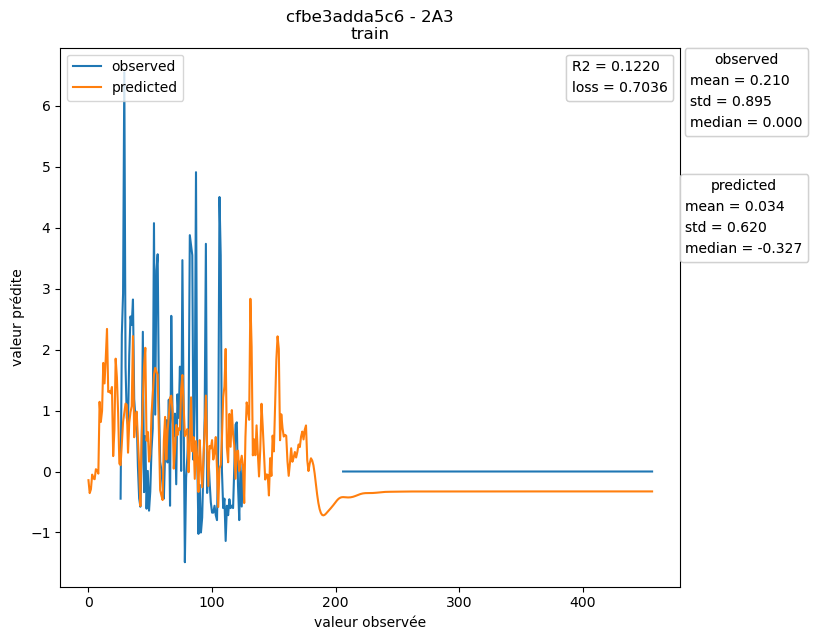 cfbe3adda5c6 - 2A3
train
observed
predicted
R2 = 0.1220
loss = 0.7036
observed
mean = 0.210
std = 0.895
median = 0.000
predicted
mean = 0.034
std = 0.620
median = -0.327
valeur prédite
6
5
4
3
2
1
0
−1
0
100
200
300
400
valeur observée